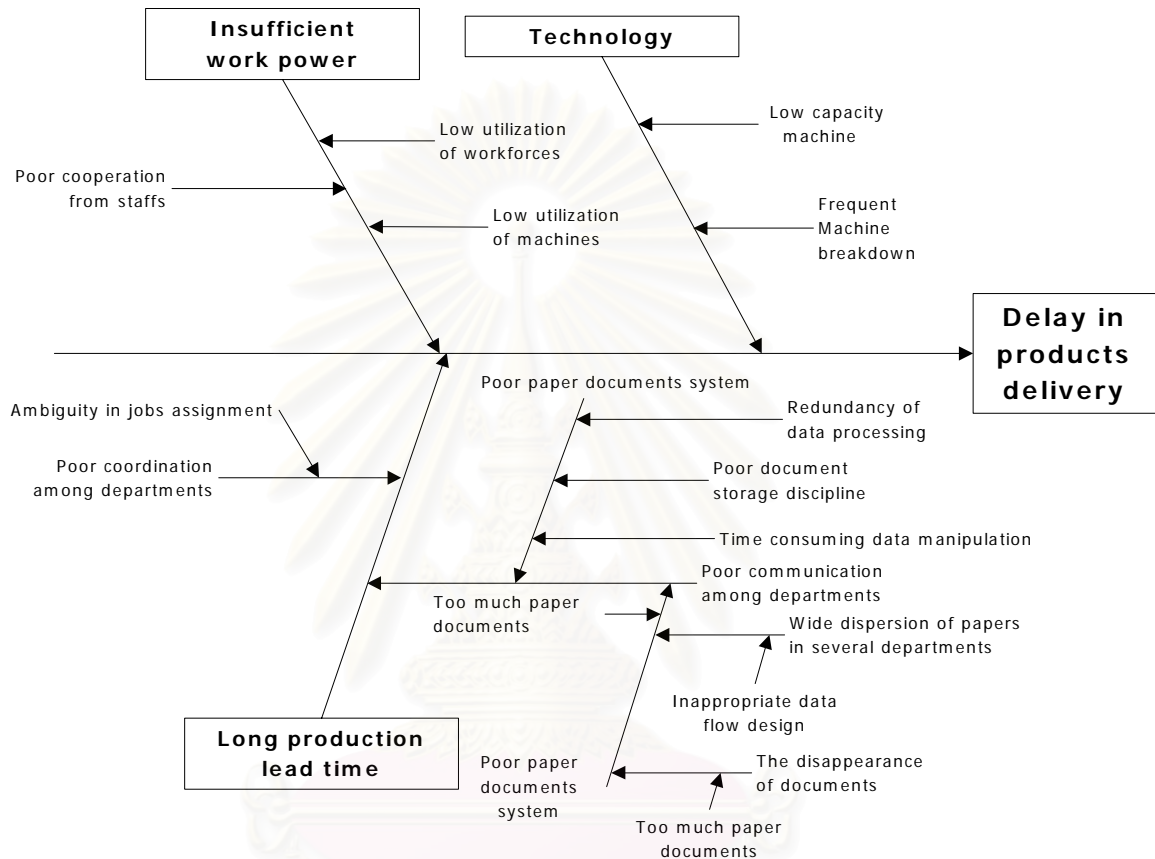 Insufficient
work power
Technology
Low capacity
machine
Low utilization
of workforces
Poor cooperation
from staffs
Low utilization
of machines
Frequent
Machine
breakdown
Delay in
products
delivery
Poor paper documents system
Ambiguity in jobs assignment
Redundancy of
data processing
Poor coordination
among departments
Poor document
storage discipline
Time consuming data manipulation
Poor communication
among departments
Too much paper
documents
Wide dispersion of papers
in several departments
Inappropriate data
flow design
Long production
lead time
Poor paper
documents
system
The disappearance
of documents
Too much paper
documents